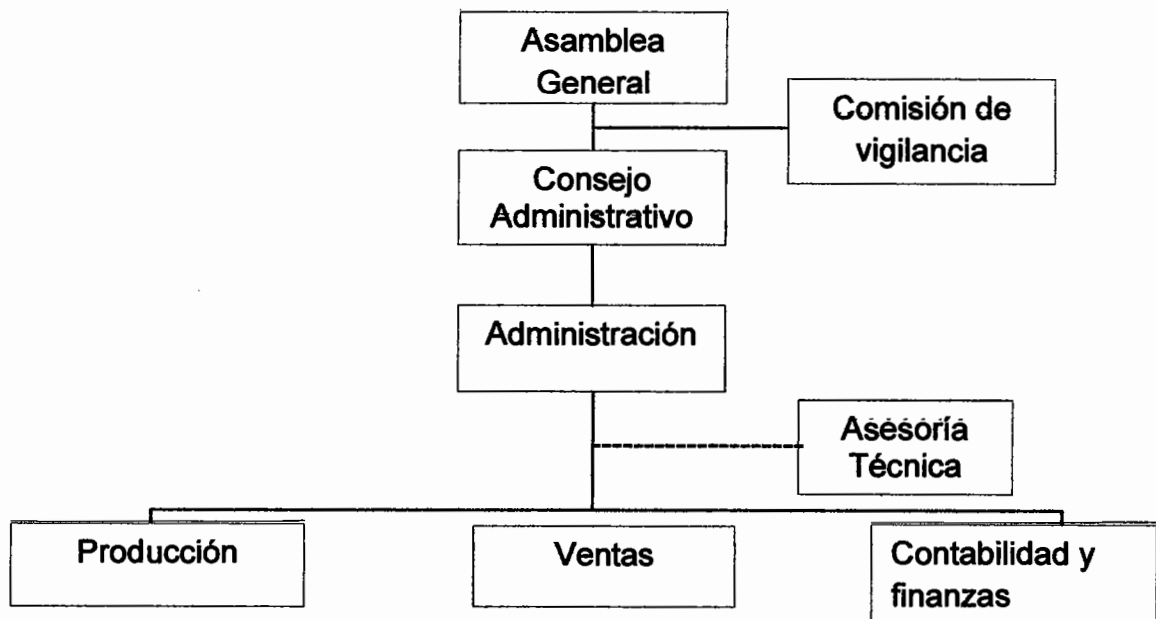 Asamblea
General
Comisión de
vigilancia
Consejo
Administrativo
Administración
Asesoría
Técnica
Producción
Ventas
Contabilidad y
finanzas